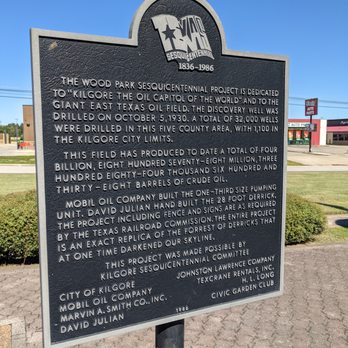 TEXAS
SESQUICENTENNIAL
1836-1986
THE WOOD PARK SESQUICENTENNIAL PROJECT IS DEDICATED
TO "KILGORE THE OIL CAPITOL OF THE WORLD" AND TO THE
GIANT EAST TEXAS OIL FIELD. THE DISCOVERY WELL WAS
DRILLED ON OCTOBER 5,1930. A TOTAL OF 32,000 WELLS
WERE DRILLED IN THIS FIVE COUNTY AREA, WITH 1,100 IN
THE KILGORE CITY LIMITS.
THIS FIELD HAS PRODUCED TO DATE A TOTAL OF FOUR
BILLION, EIGHT HUNDRED SEVENTY-EIGHT MILLION, THREE
HUNDRED EIGHTY-FOUR THOUSAND SIX HUNDRED AND
THIRTY-EIGHT BARRELS OF CRUDE OIL.
MOBIL OIL COMPANY BUILT THE ONE-THIRD SIZE PUMPING
UNIT. DAVID JULIAN HAND BUILT THE 28 FOOT DERRICK.
THE PROJECT INCLUDING FENCE AND SIGNS ARE AS REQUIRED
BY THE TEXAS RAILROAD COMMISSION. THE ENTIRE PROJECT
IS AN EXACT REPLICA OF THE FORREST OF DERRICKS THAT
AT ONE TIME DARKENED OUR SKYLINE.
THIS PROJECT WAS MADE POSSIBLE BY
KILGORE SESQUICENTENNIAL COMMITTEE
CITY OF KILGORE
MOBIL OIL COMPANY
MARVIN A. SMITH CO., INC.
DAVID JULIAN
JOHNSTON LAWRENCE COMPANY
TEXCRANE RENTALS, INC.
H. L. LONG
CIVIC GARDEN CLUB
1986